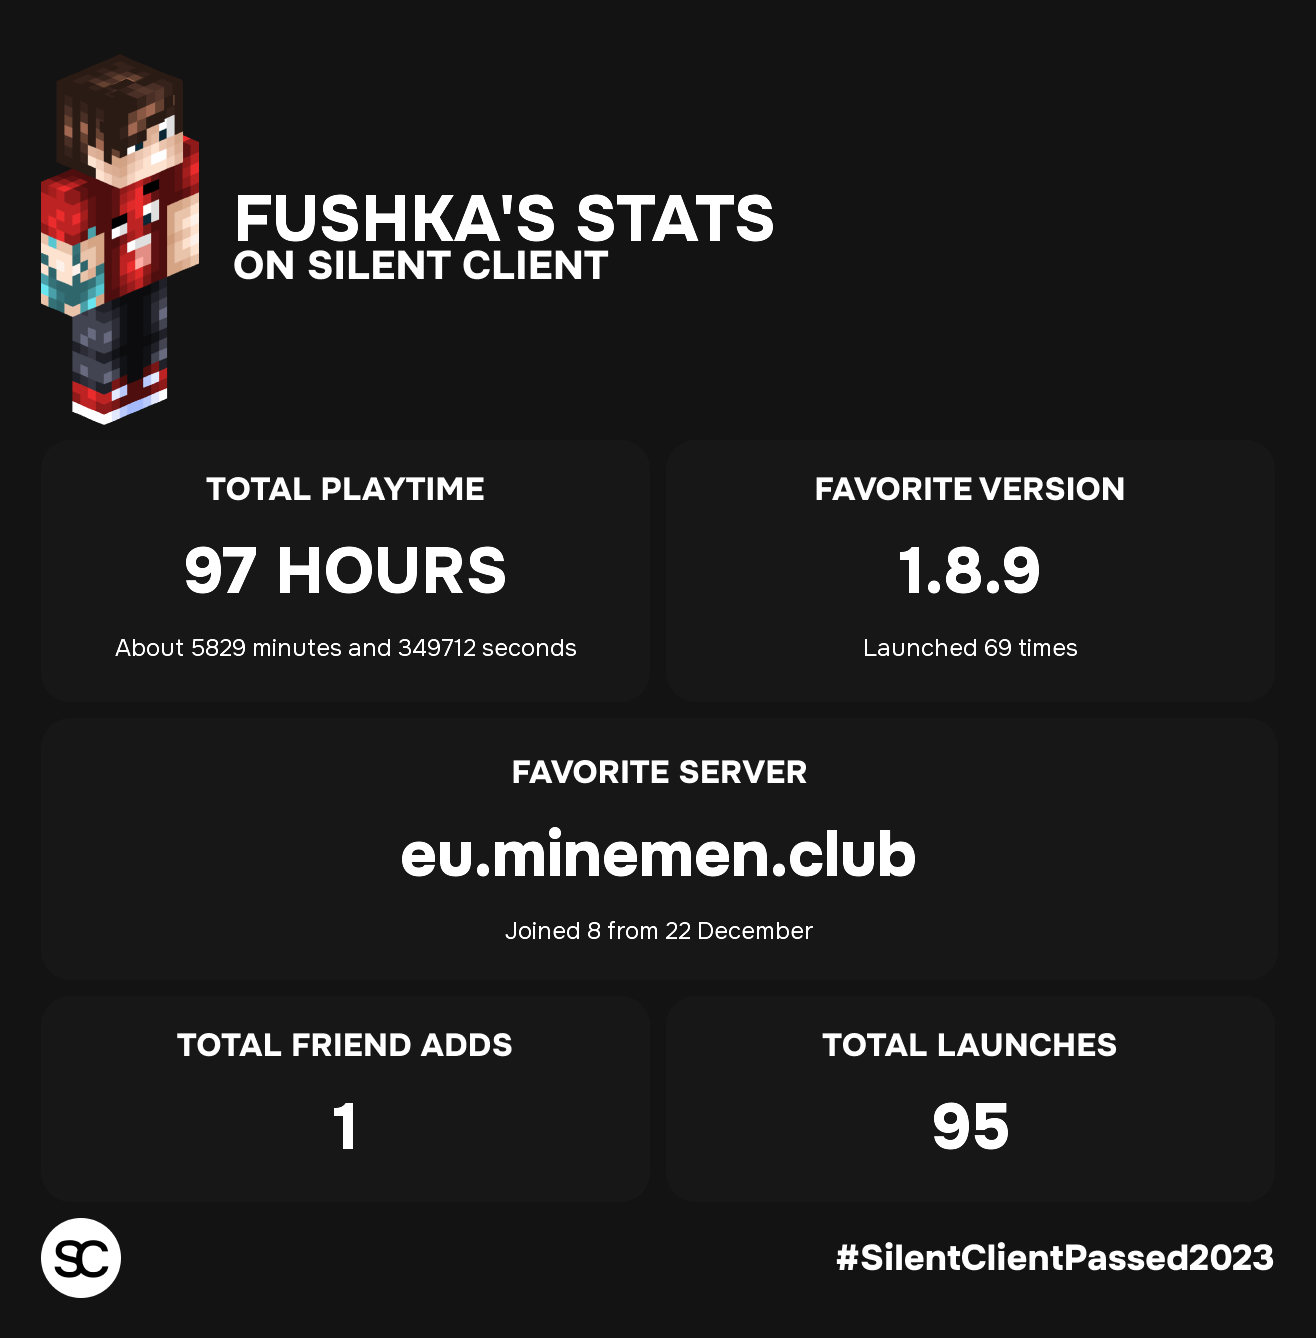 FUSHKA'S STATS
ON SILENT CLIENT
TOTAL PLAYTIME
97 HOURS
About 5829 minutes and 349712 seconds
FAVORITE VERSION
1.8.9
Launched 69 times
FAVORITE SERVER
eu.minemen.club
Joined 8 from 22 December
TOTAL FRIEND ADDS
1
TOTAL LAUNCHES
95
SC
#SilentClientPassed2023